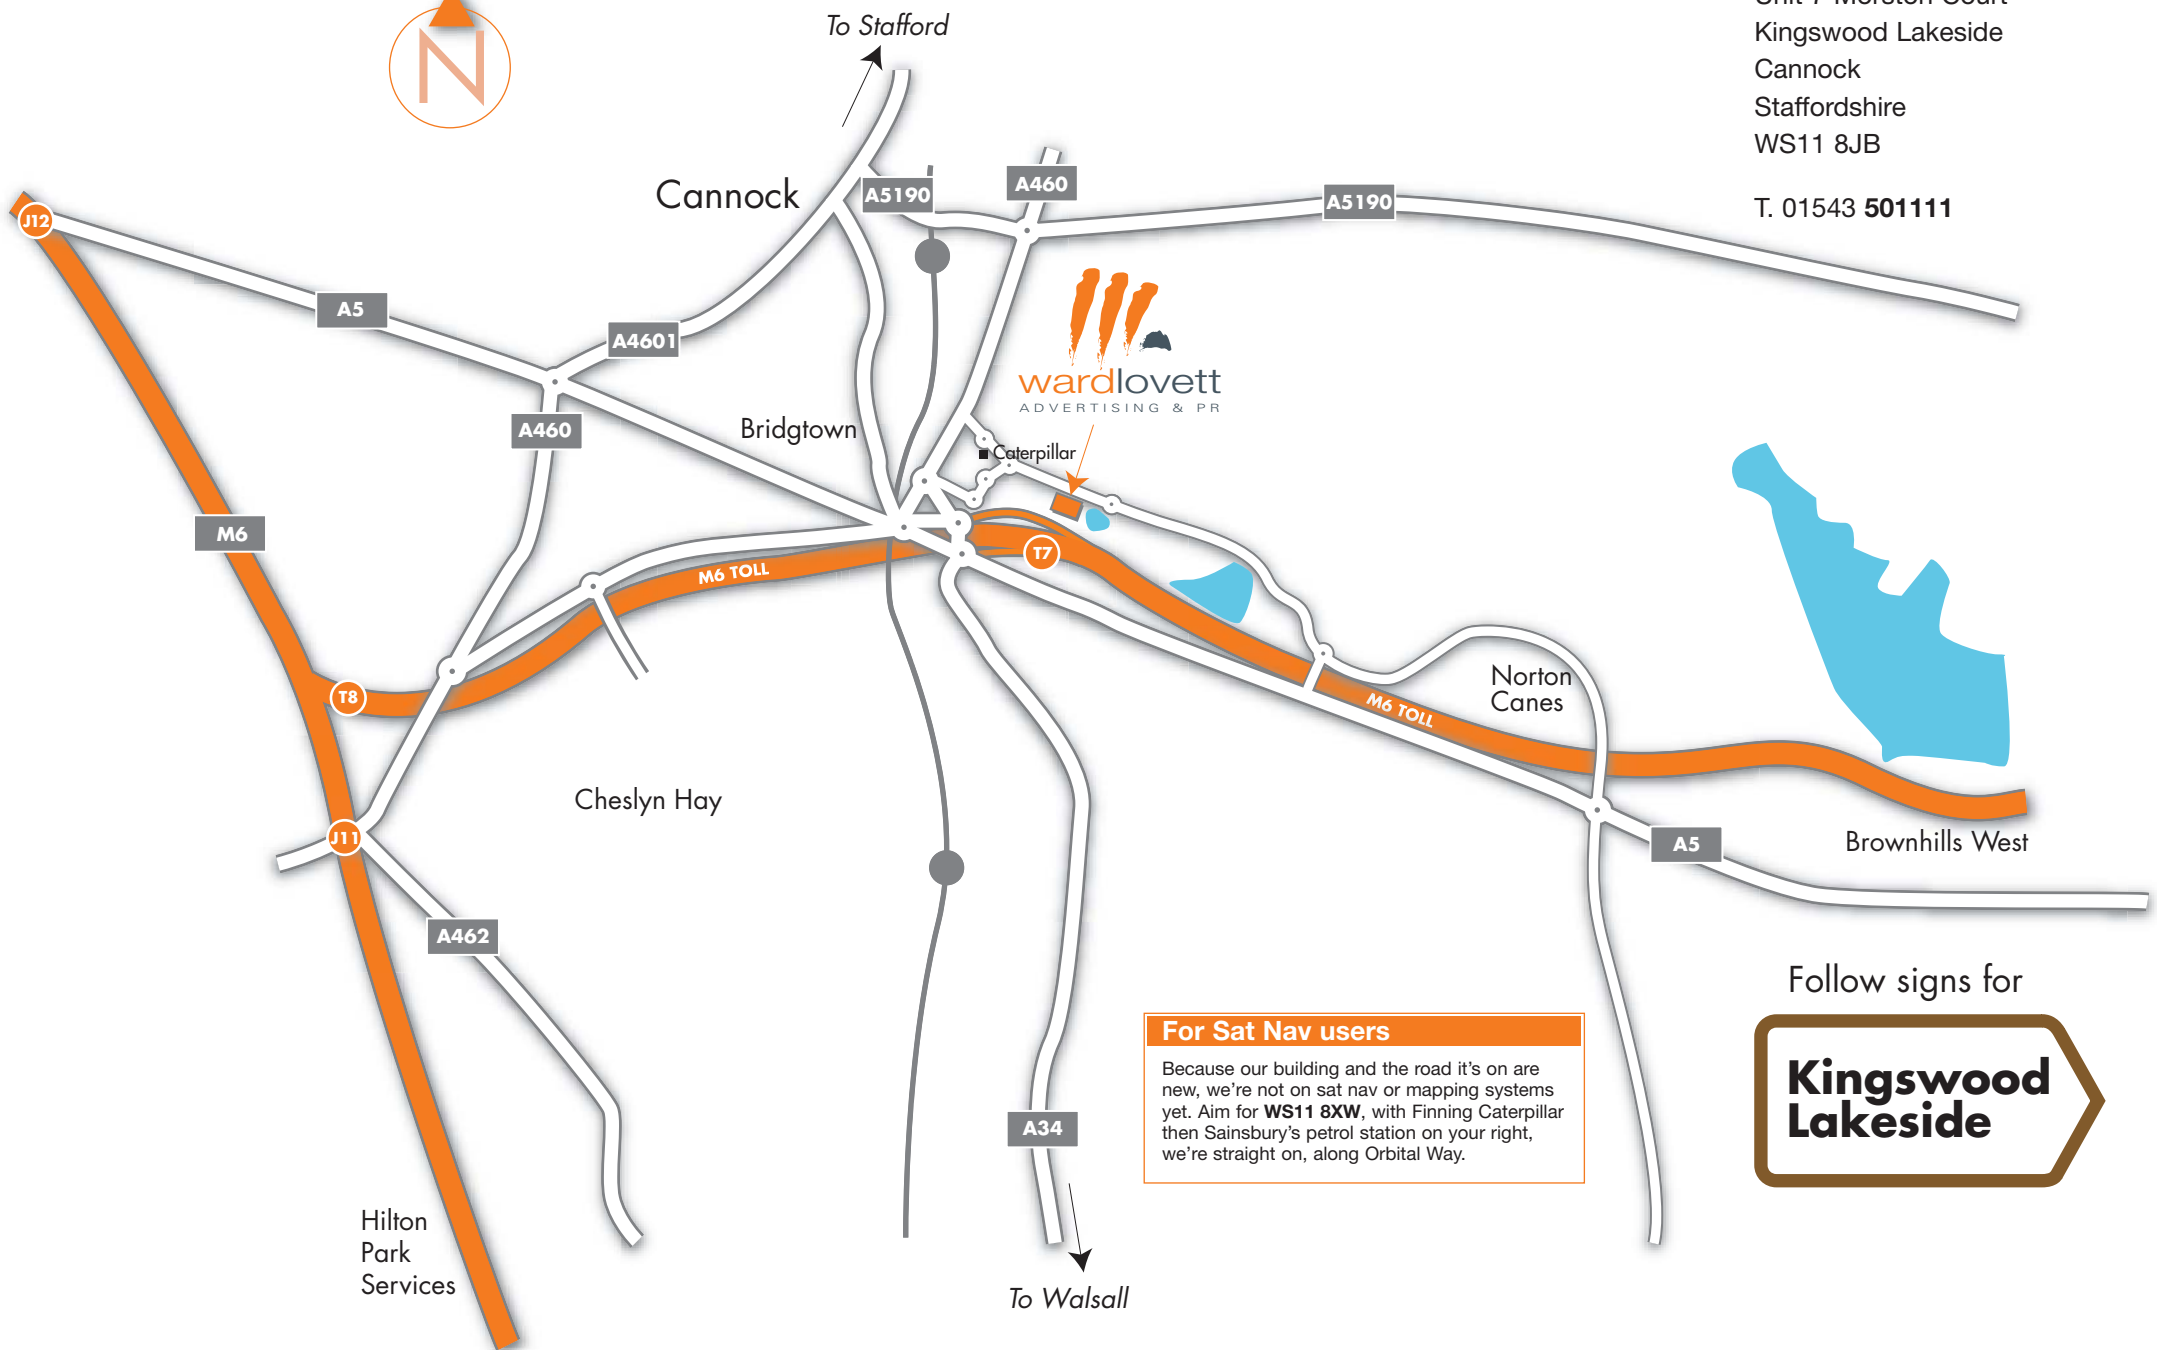 Unit 7 Morston Court
Kingswood Lakeside
Cannock
Staffordshire
WS11 8JB
T. 01543 501111
N
To Stafford
Cannock
A5190
A460
A5190
J12
A5
A4601
wardlovett
ADVERTISING & PR
A460
Bridgtown
Caterpillar
M6
T7
M6 TOLL
T8
Norton
Canes
M6 TOLL
Cheslyn Hay
J11
A5
Brownhills West
A462
Follow signs for
Kingswood
Lakeside
For Sat Nav users
Because our building and the road it's on are
new, we're not on sat nav or mapping systems
yet. Aim for WS11 8XW, with Finning Caterpillar
then Sainsbury's petrol station on your right,
we're straight on, along Orbital Way.
A34
Hilton
Park
Services
To Walsall